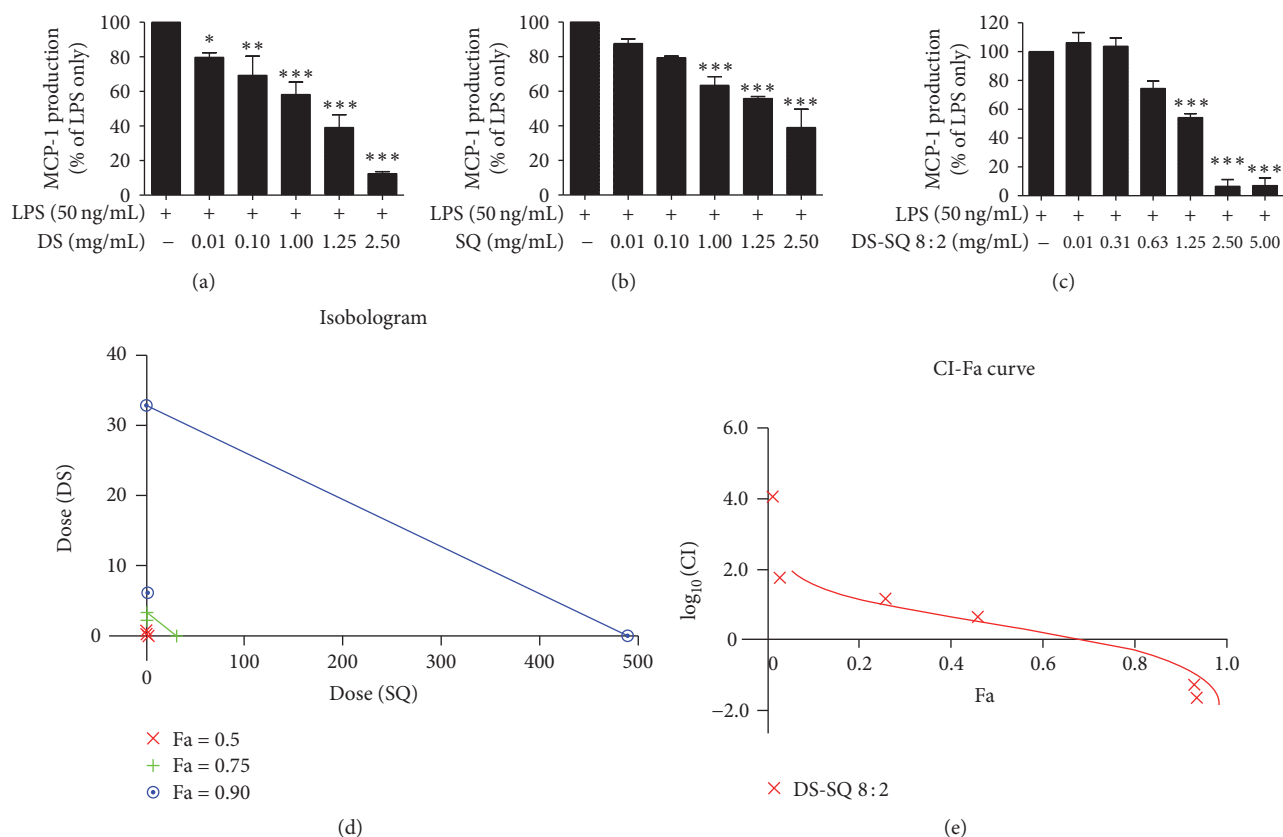 MCP-1 production
(% of LPS only)
100
80
60
40
20
0
*
**
***
***
***
LPS (50 ng/mL) + + + + + +
DS (mg/mL) − 0.01 0.10 1.00 1.25 2.50
(a)
MCP-1 production
(% of LPS only)
100
80
60
40
20
0
***
***
***
LPS (50 ng/mL) + + + + + +
SQ (mg/mL) − 0.01 0.10 1.00 1.25 2.50
(b)
MCP-1 production
(% of LPS only)
120
100
80
60
40
20
0
***
***
***
LPS (50 ng/mL) + + + + + + +
DS-SQ 8 : 2 (mg/mL) − 0.01 0.31 0.63 1.25 2.50 5.00
(c)
Isobologram
Dose (DS)
40
30
20
10
0
0 100 200 300 400 500
Dose (SQ)
Fa = 0.5
Fa = 0.75
Fa = 0.90
(d)
CI-Fa curve
log10(CI)
6.0
4.0
2.0
0
−2.0
0 0.2 0.4 0.6 0.8 1.0
Fa
DS-SQ 8 : 2
(e)